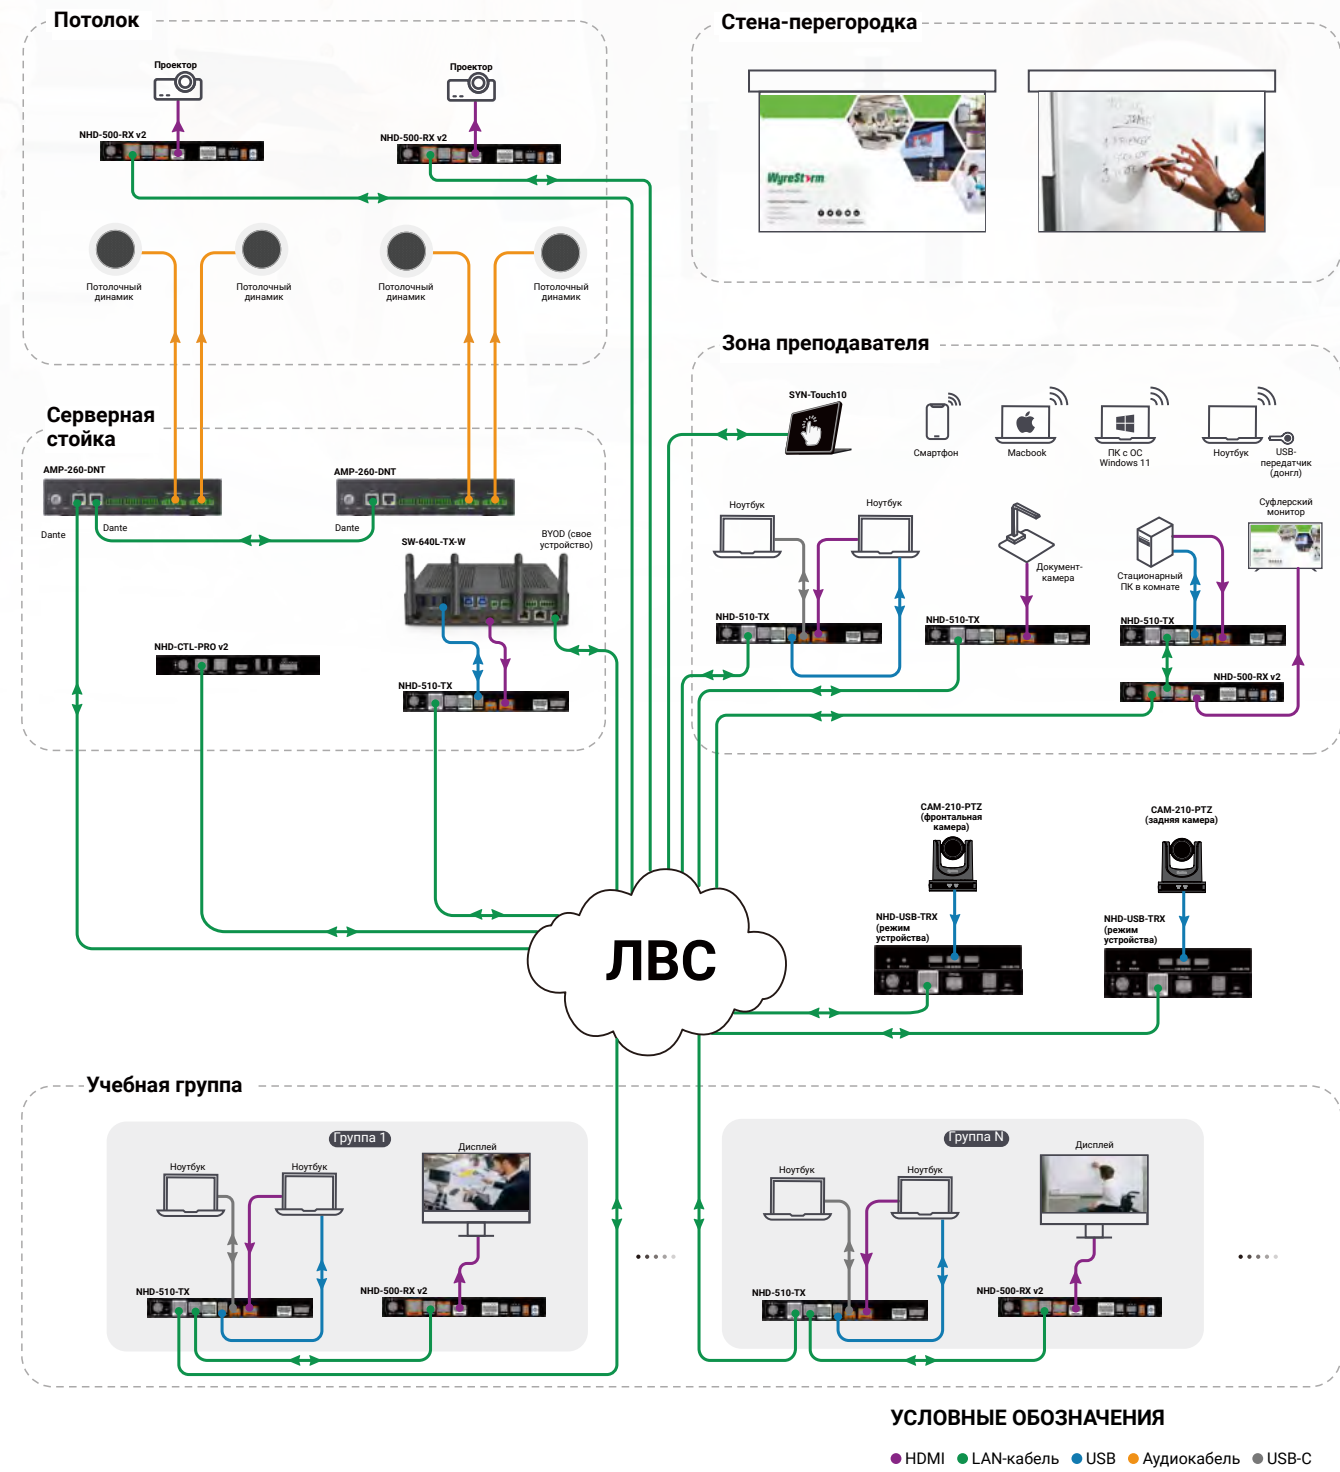 Потолок
Проектор
Проектор
NHD-500-RX v2
NHD-500-RX v2
Потолочный
динамик
Потолочный
динамик
Потолочный
динамик
Потолочный
динамик
Стена-перегородка
WyreStorm
Серверная
стойка
AMP-260-DNT
AMP-260-DNT
Dante
Dante
Dante
SW-640L-TX-W
BYOD (свое
устройство)
NHD-CTL-PRO v2
NHD-510-TX
Зона преподавателя
SYN-Touch10
Смартфон
Macbook
ПК с ОС
Windows 11
Ноутбук
USB-
передатчик
(донгл)
Ноутбук
Ноутбук
Документ-
камера
Стационарный
ПК в комнате
Суфлерский
монитор
NHD-510-TX
NHD-510-TX
NHD-510-TX
NHD-500-RX v2
CAM-210-PTZ
(фронтальная
камера)
CAM-210-PTZ
(задняя камера)
NHD-USB-TRX
(режим
устройства)
NHD-USB-TRX
(режим
устройства)
ЛВС
Учебная группа
Группа 1
Ноутбук
Ноутбук
Дисплей
NHD-510-TX
NHD-500-RX v2
Группа N
Ноутбук
Ноутбук
Дисплей
NHD-510-TX
NHD-500-RX v2
УСЛОВНЫЕ ОБОЗНАЧЕНИЯ
HDMI LAN-кабель USB Аудиокабель USB-C